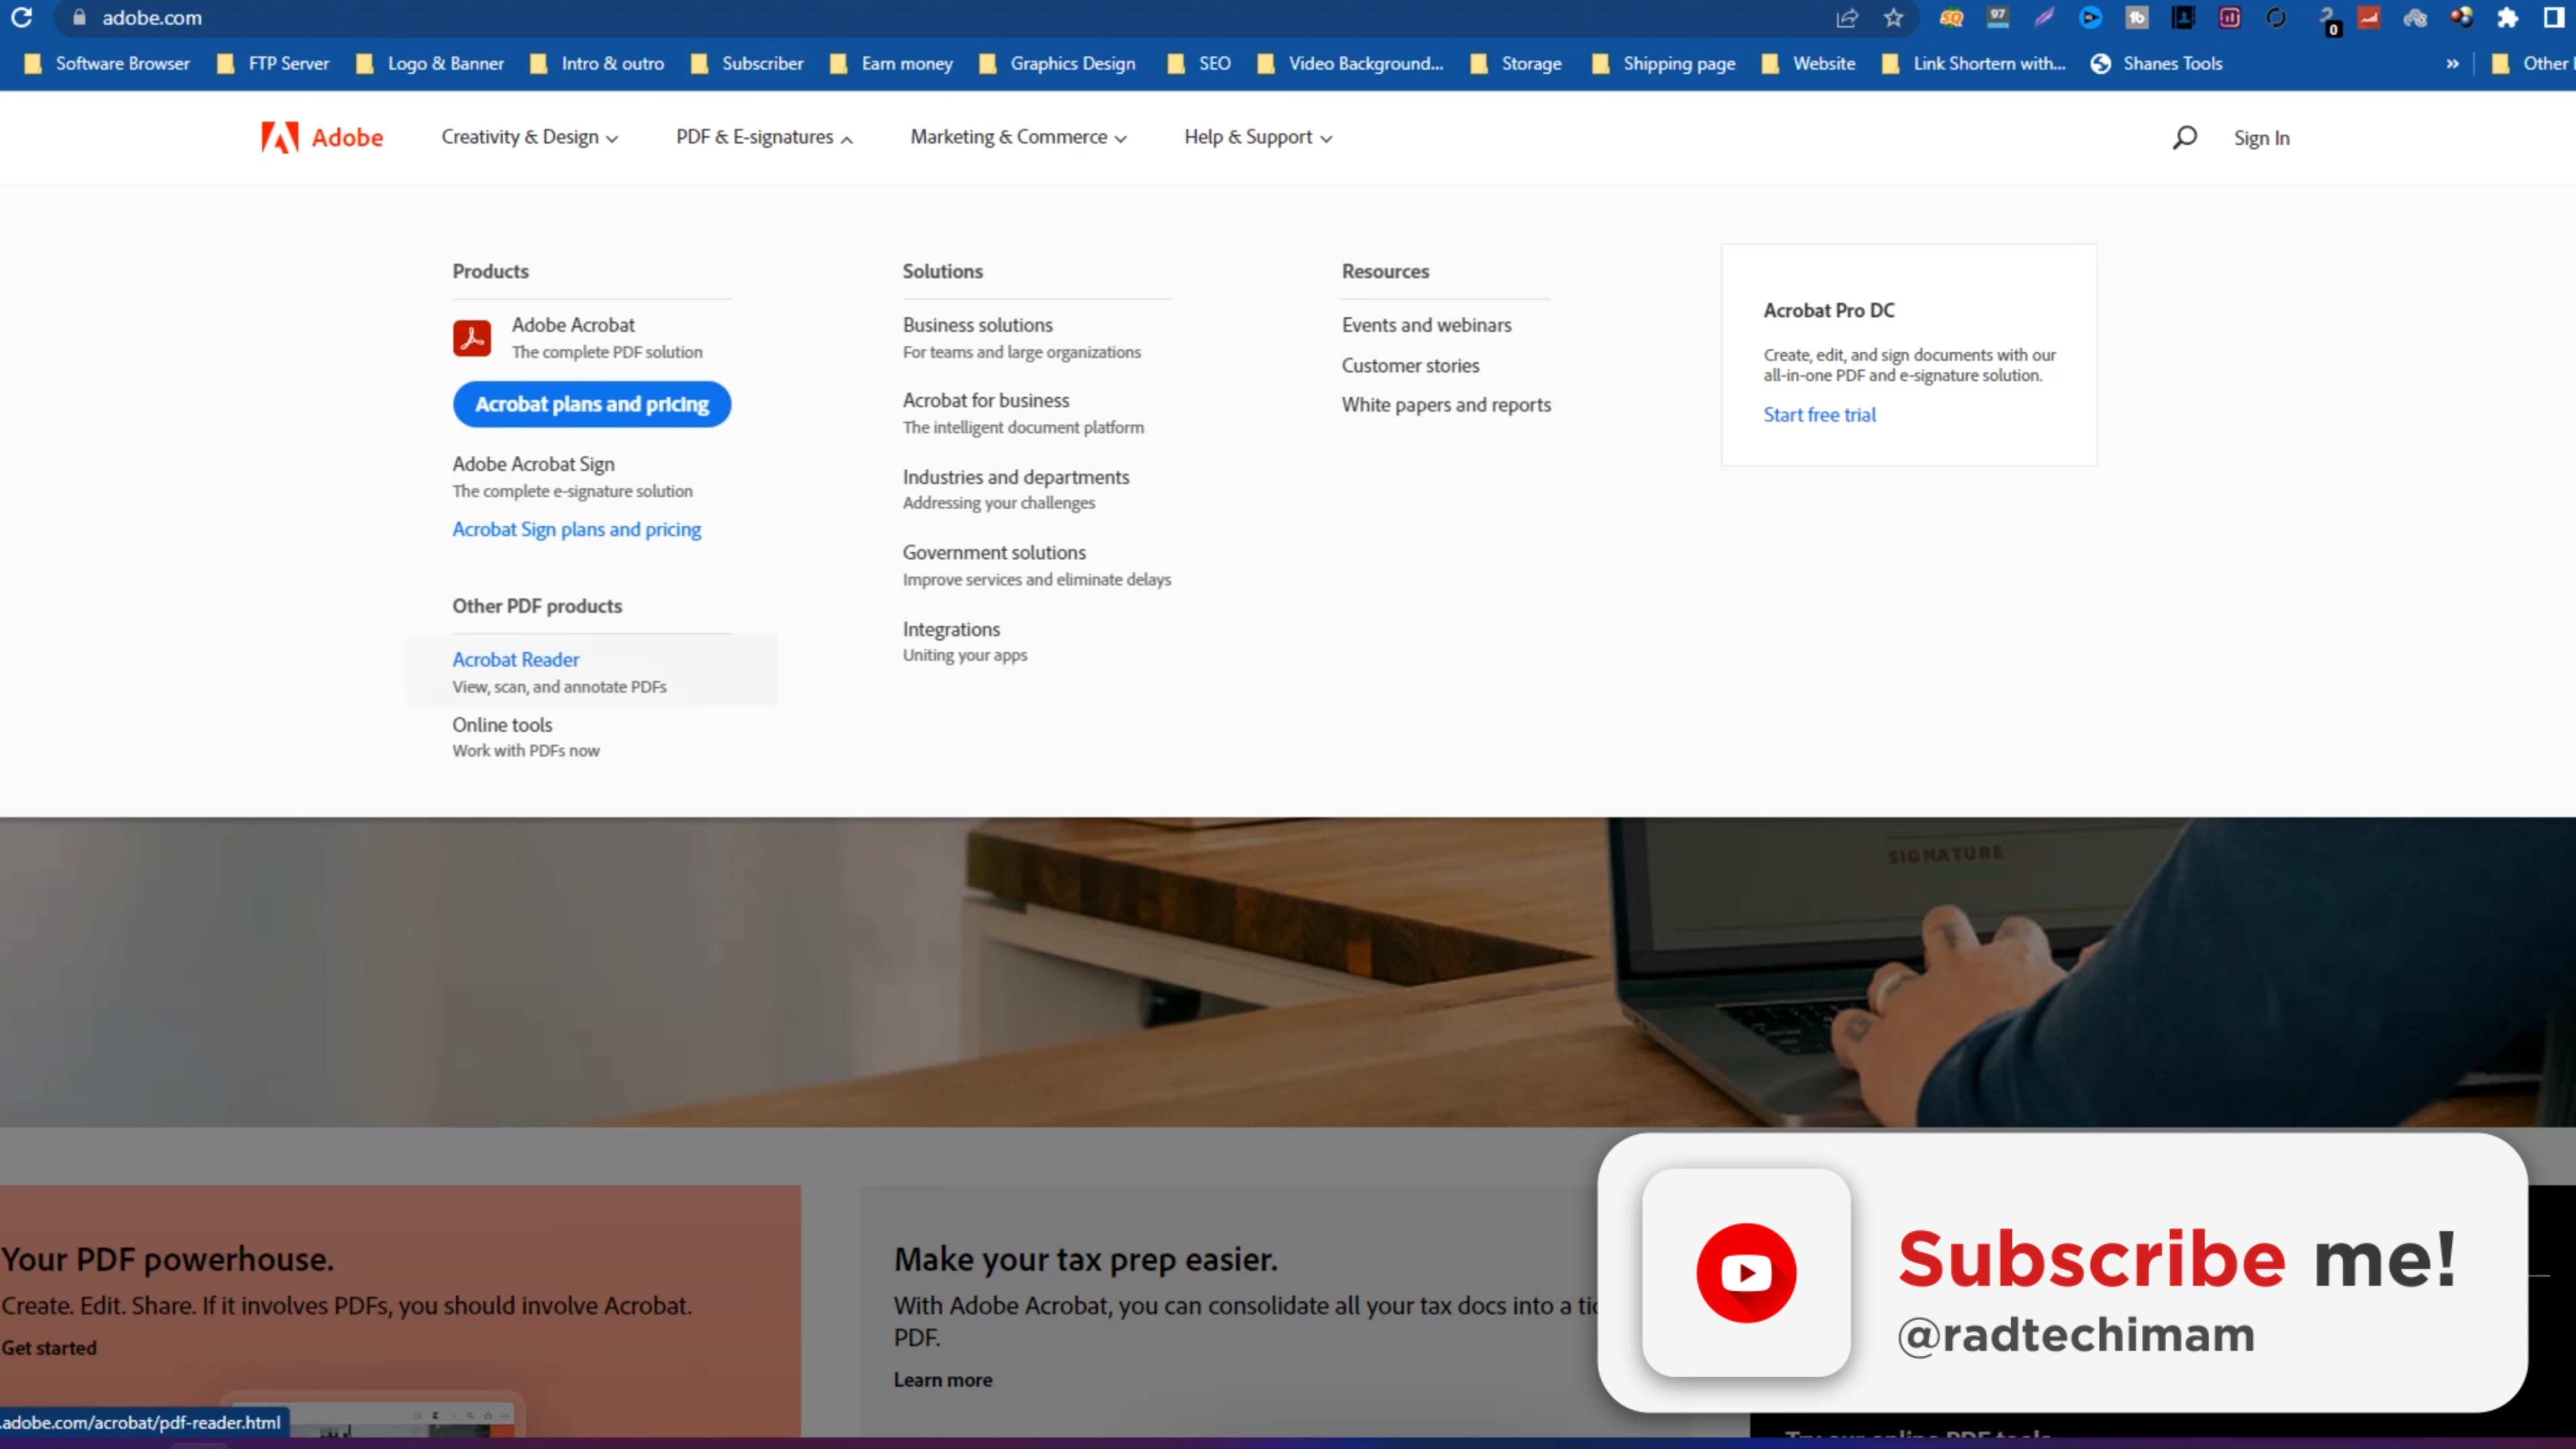 adobe.com
97
0
Software Browser
FTP Server
Logo & Banner
Intro & outro
Subscriber
Earn money
Graphics Design
SEO
Video Background...
Storage
Shipping page
Website
Link Shortern with...
Shanes Tools
»
Other
Adobe
Creativity & Design
PDF & E-signatures
Marketing & Commerce
Help & Support
Sign In
Products
Adobe Acrobat
The complete PDF solution
Acrobat plans and pricing
Adobe Acrobat Sign
The complete e-signature solution
Acrobat Sign plans and pricing
Other PDF products
Acrobat Reader
View, scan, and annotate PDFs
Online tools
Work with PDFs now
Solutions
Business solutions
For teams and large organizations
Acrobat for business
The intelligent document platform
Industries and departments
Addressing your challenges
Government solutions
Improve services and eliminate delays
Integrations
Uniting your apps
Resources
Events and webinars
Customer stories
White papers and reports
Acrobat Pro DC
Create, edit, and sign documents with our
all-in-one PDF and e-signature solution.
Start free trial
SIGNATURE
Your PDF powerhouse.
Create. Edit. Share. If it involves PDFs, you should involve Acrobat.
Get started
Make your tax prep easier.
With Adobe Acrobat, you can consolidate all your tax docs into a
PDF.
Learn more
Subscribe me!
@radtechimam
.adobe.com/acrobat/pdf-reader.html